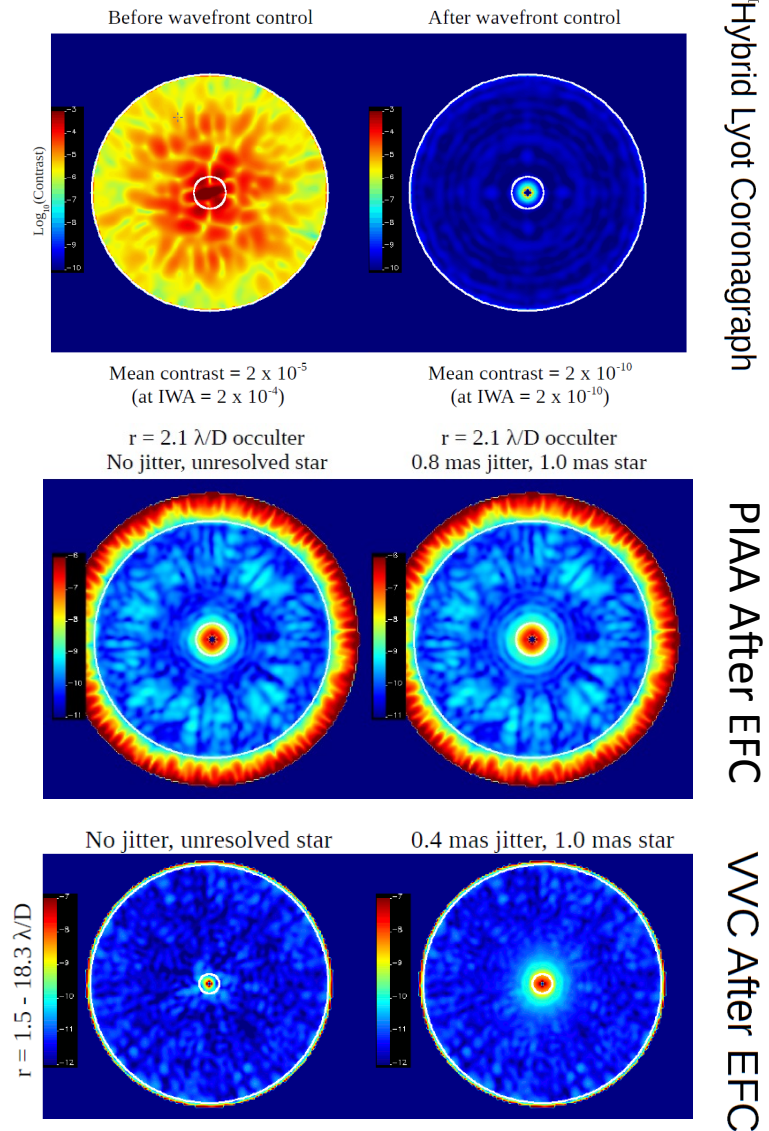 Before wavefront control
After wavefront control
Hybrid Lyot Coronagraph
Log10(Contrast)
-3
-4
-5
-6
-7
-8
-9
-10
-3
-4
-5
-6
-7
-8
-9
-10
Mean contrast = 2 x 10^-5
(at IWA = 2 x 10^-4)
Mean contrast = 2 x 10^-10
(at IWA = 2 x 10^-10)
r = 2.1 λ/D occulter
No jitter, unresolved star
r = 2.1 λ/D occulter
0.8 mas jitter, 1.0 mas star
PIAA After EFC
-6
-7
-8
-9
-10
-11
-6
-7
-8
-9
-10
-11
No jitter, unresolved star
0.4 mas jitter, 1.0 mas star
VVC After EFC
r = 1.5 - 18.3 λ/D
-7
-8
-9
-10
-11
-12
-7
-8
-9
-10
-11
-12